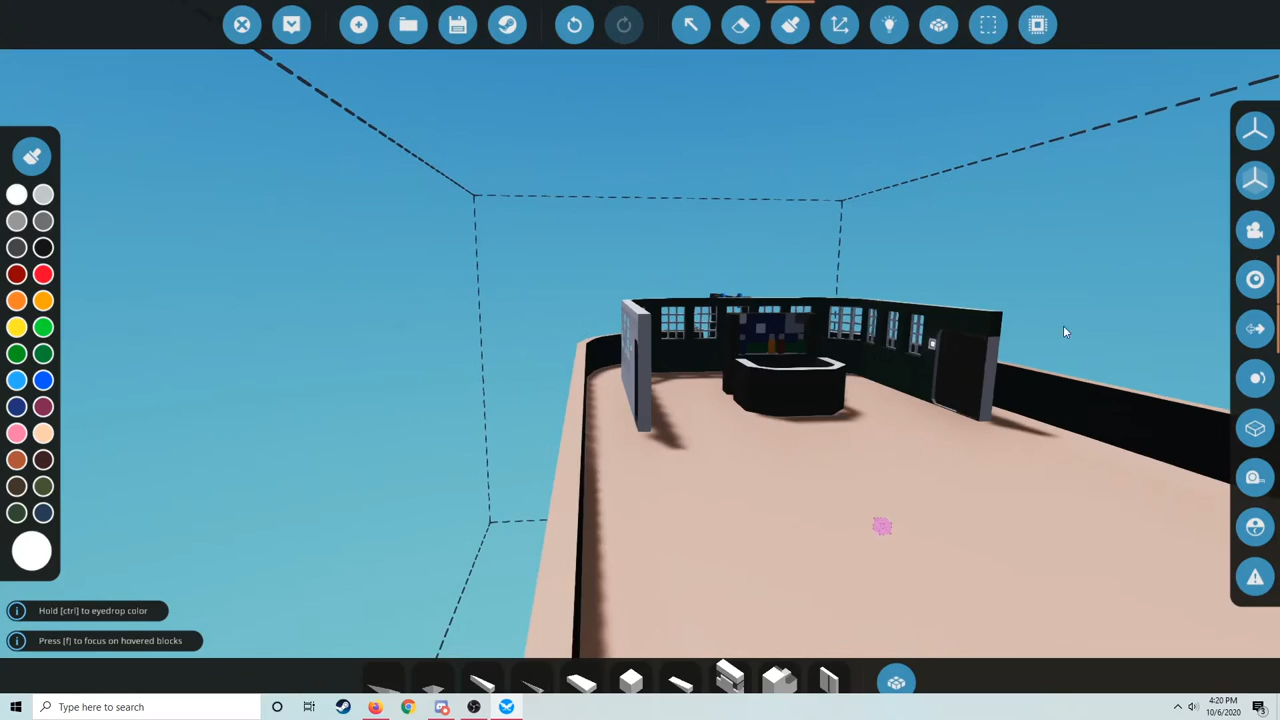 Hold [ctrl] to eyedrop color
Press [f] to focus on hovered blocks
Type here to search
4:20 PM
10/6/2020
3